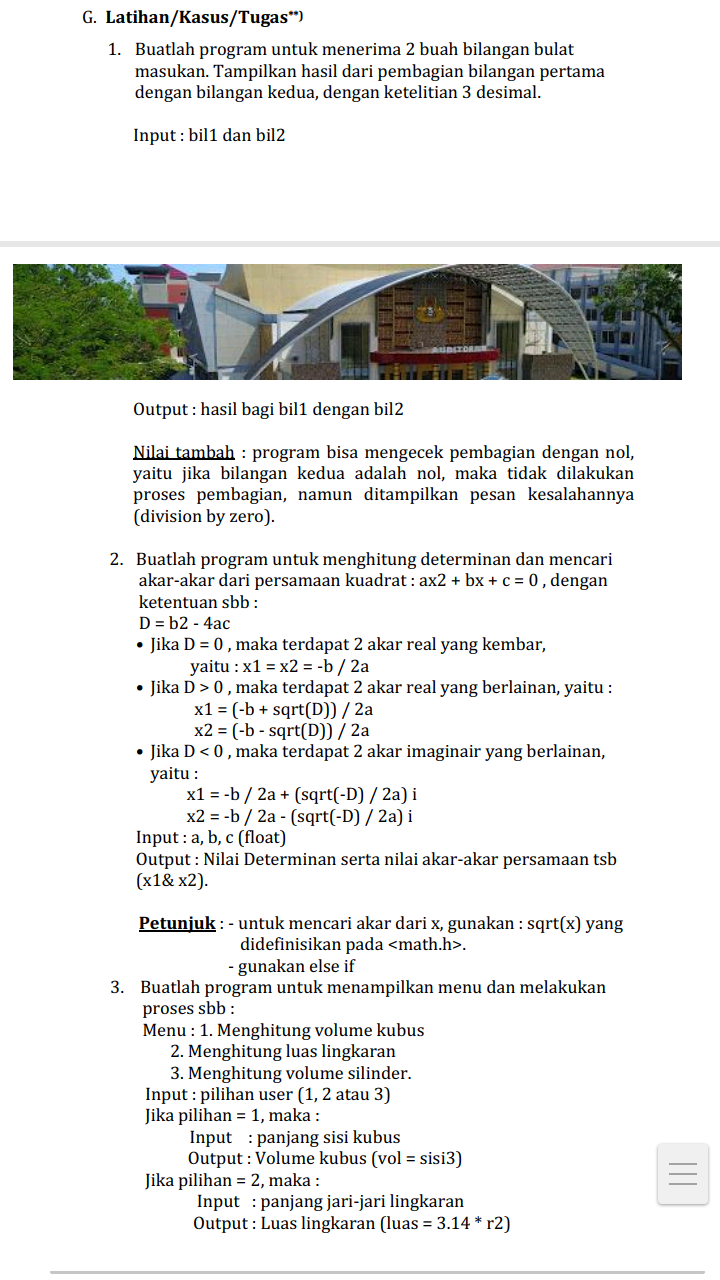 G. Latihan/Kasus/Tugas**)
1. Buatlah program untuk menerima 2 buah bilangan bulat
masukan. Tampilkan hasil dari pembagian bilangan pertama
dengan bilangan kedua, dengan ketelitian 3 desimal.
Input : bil1 dan bil2
AUDITORIUM
Output : hasil bagi bil1 dengan bil2
Nilai tambah : program bisa mengecek pembagian dengan nol,
yaitu jika bilangan kedua adalah nol, maka tidak dilakukan
proses pembagian, namun ditampilkan pesan kesalahannya
(division by zero).
2. Buatlah program untuk menghitung determinan dan mencari
akar-akar dari persamaan kuadrat : ax2 + bx + c = 0 , dengan
ketentuan sbb :
D = b2 - 4ac
• Jika D = 0 , maka terdapat 2 akar real yang kembar,
yaitu : x1 = x2 = -b / 2a
• Jika D > 0 , maka terdapat 2 akar real yang berlainan, yaitu :
x1 = (-b + sqrt(D)) / 2a
x2 = (-b - sqrt(D)) / 2a
• Jika D < 0 , maka terdapat 2 akar imaginair yang berlainan,
yaitu :
x1 = -b / 2a + (sqrt(-D) / 2a) i
x2 = -b / 2a - (sqrt(-D) / 2a) i
Input : a, b, c (float)
Output : Nilai Determinan serta nilai akar-akar persamaan tsb
(x1& x2).
Petunjuk : - untuk mencari akar dari x, gunakan : sqrt(x) yang
didefinisikan pada <math.h>.
- gunakan else if
3. Buatlah program untuk menampilkan menu dan melakukan
proses sbb :
Menu : 1. Menghitung volume kubus
2. Menghitung luas lingkaran
3. Menghitung volume silinder.
Input : pilihan user (1, 2 atau 3)
Jika pilihan = 1, maka :
Input : panjang sisi kubus
Output : Volume kubus (vol = sisi3)
Jika pilihan = 2, maka :
Input : panjang jari-jari lingkaran
Output : Luas lingkaran (luas = 3.14 * r2)